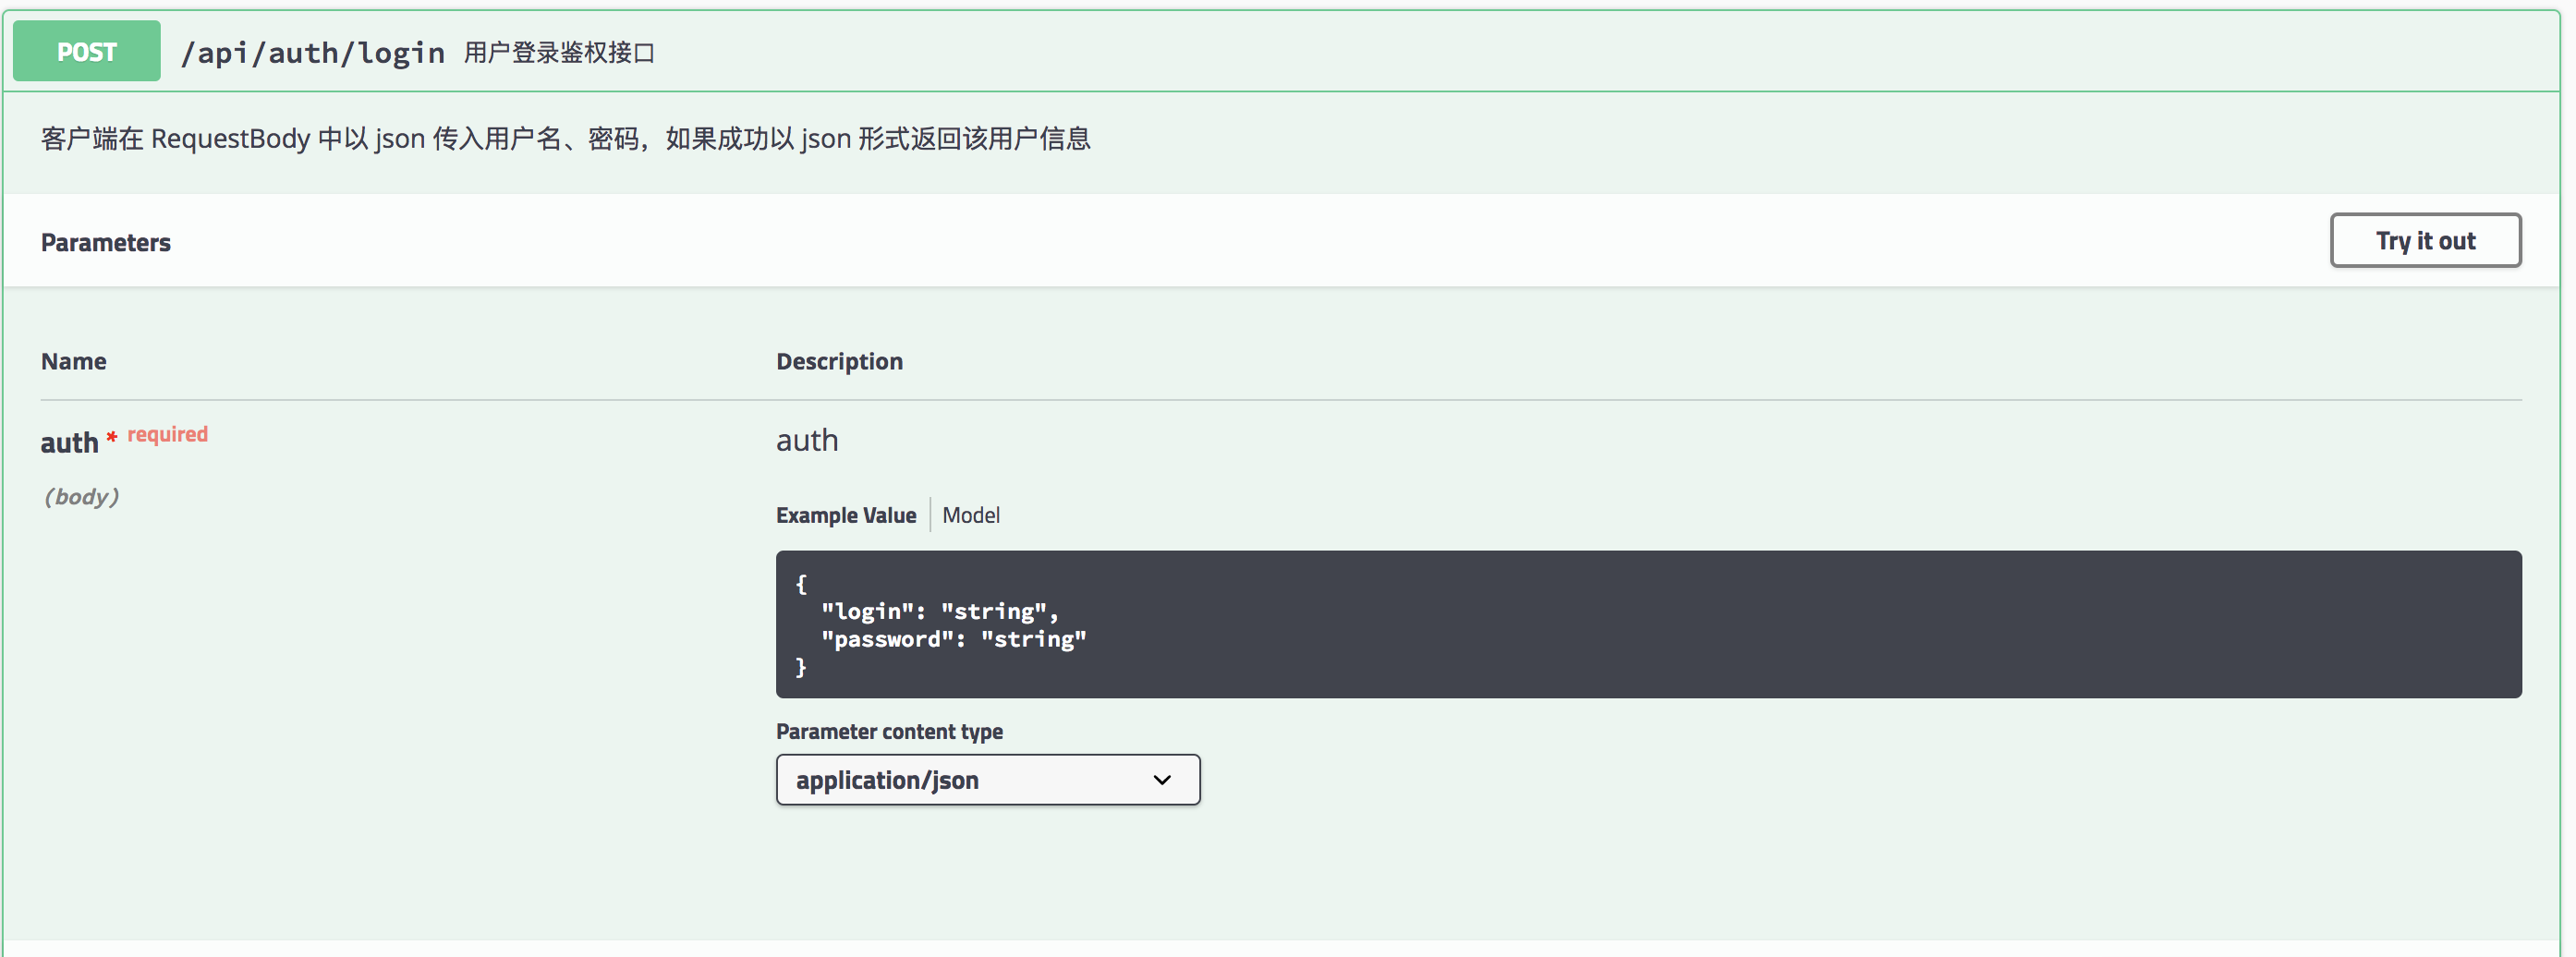 POST /api/auth/login 用户登录鉴权接口
客户端在 RequestBody 中以 json 传入用户名、密码，如果成功以 json 形式返回该用户信息
Parameters Try it out
Name Description
auth * required auth
(body)
Example Value Model
{
"login": "string",
"password": "string"
}
Parameter content type
application/json